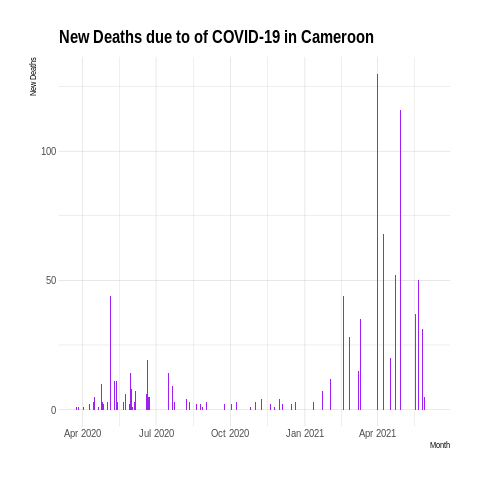 New Deaths due to of COVID-19 in Cameroon
New Deaths
100
50
0
Apr 2020 Jul 2020 Oct 2020 Jan 2021 Apr 2021
Month